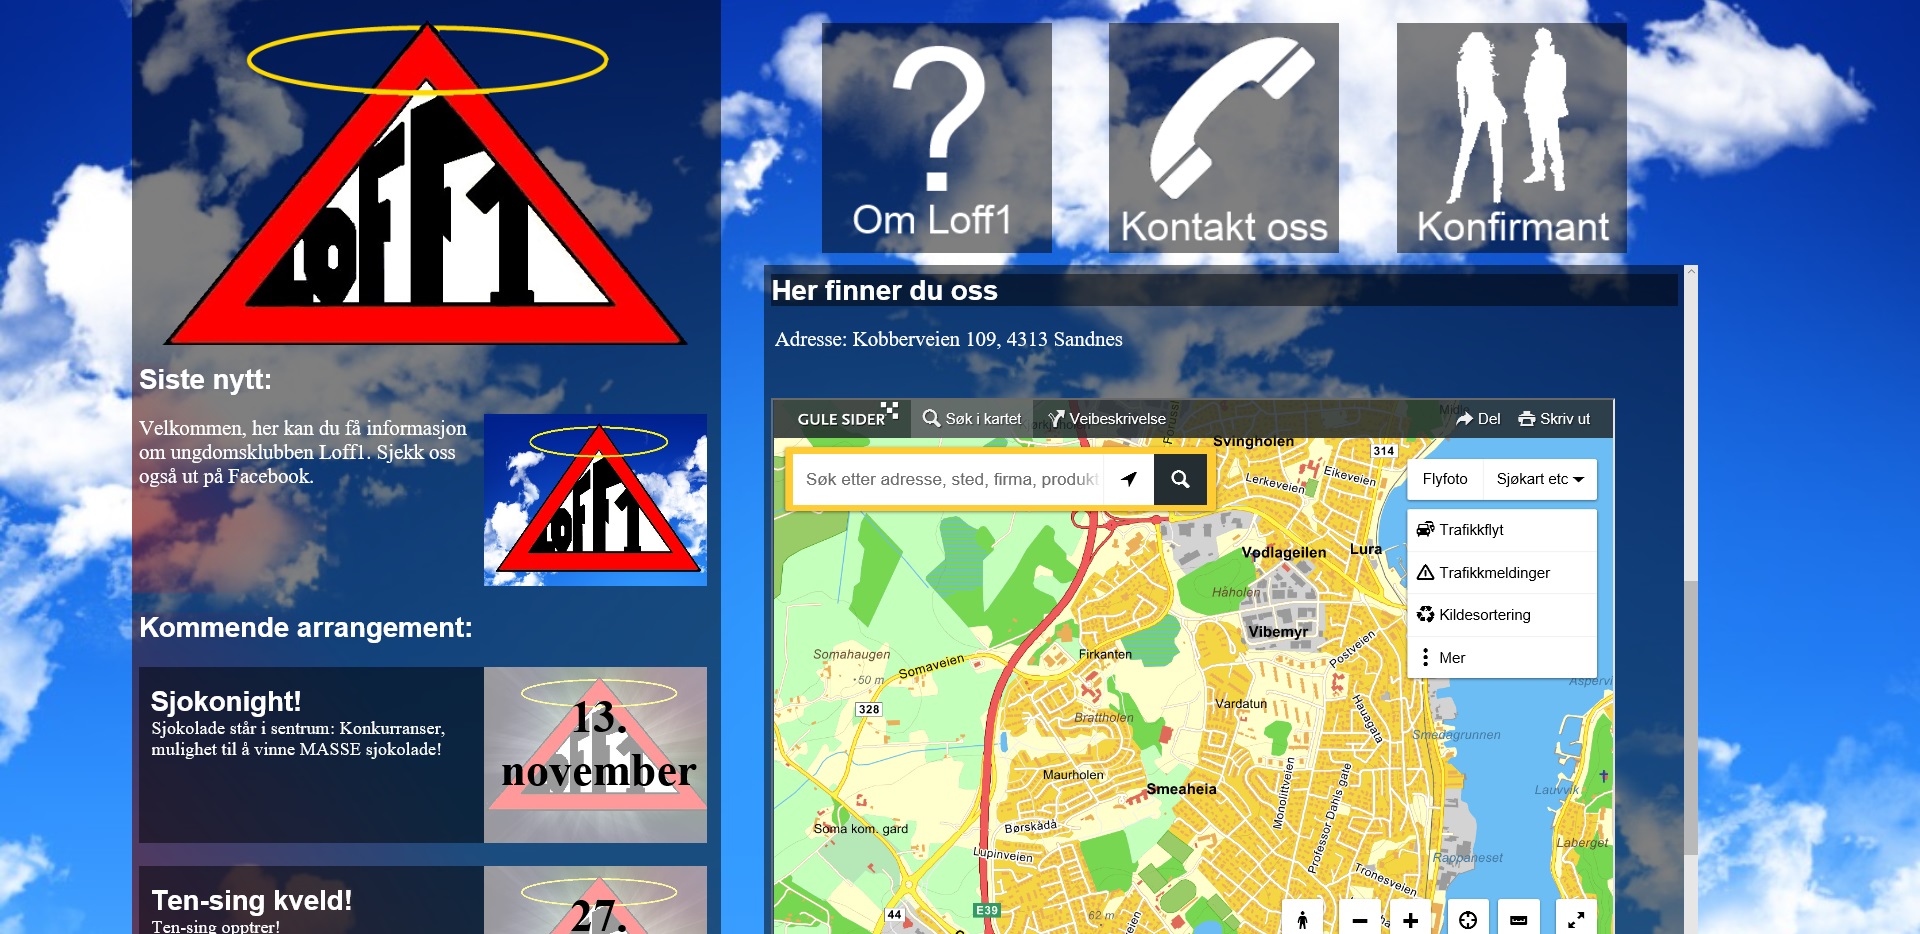 LOFF1
Siste nytt:
Velkommen, her kan du få informasjon
om ungdomsklubben Loff1. Sjekk oss
også ut på Facebook.
LOFF1
Kommende arrangement:
Sjokonight!
Sjokolade står i sentrum: Konkurranser,
mulighet til å vinne MASSE sjokolade!
13.
november
Ten-sing kveld!
Ten-sing opptrer!
27.
Om Loff1
Kontakt oss
Konfirmant
Her finner du oss
Adresse: Kobberveien 109, 4313 Sandnes
GULE SIDER
Søk i kartet
Veibeskrivelse
Del
Skriv ut
Søk etter adresse, sted, firma, produkt
Flyfoto
Sjøkart etc
Trafikkflyt
Trafikkmeldinger
Kildesortering
Mer
Svingholen
314
Eikeveien
Lerkeveien
Vødlageilen
Lura
Håholen
Vibemyr
Postveien
Somahaugen
Somaveien
Firkanten
50 m
328
Brattholen
Vardatun
Hauagata
Smedagrunnen
Maurholen
Smeaheia
Monolittveien
Professor Dahls gate
Lauvvik
Soma kom. gard
Børskådå
Lupinveien
Laberget
Rappaneset
Tronesveien
44
E39
62 m